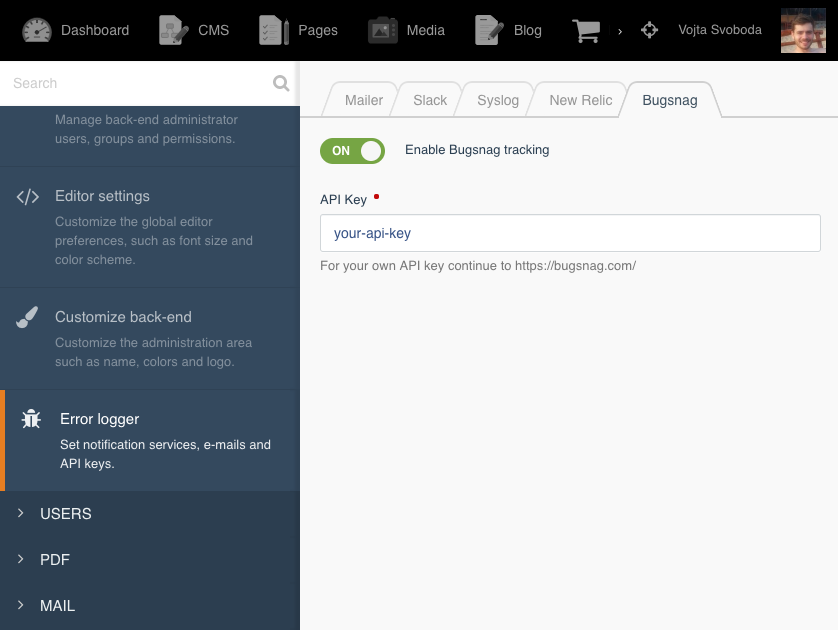 Dashboard CMS Pages Media Blog Vojta Svoboda
Search
Manage back-end administrator
users, groups and permissions.
Editor settings
Customize the global editor
preferences, such as font size and
color scheme.
Customize back-end
Customize the administration area
such as name, colors and logo.
Error logger
Set notification services, e-mails and
API keys.
USERS
PDF
MAIL
Mailer Slack Syslog New Relic Bugsnag
ON Enable Bugsnag tracking
API Key
your-api-key
For your own API key continue to https://bugsnag.com/